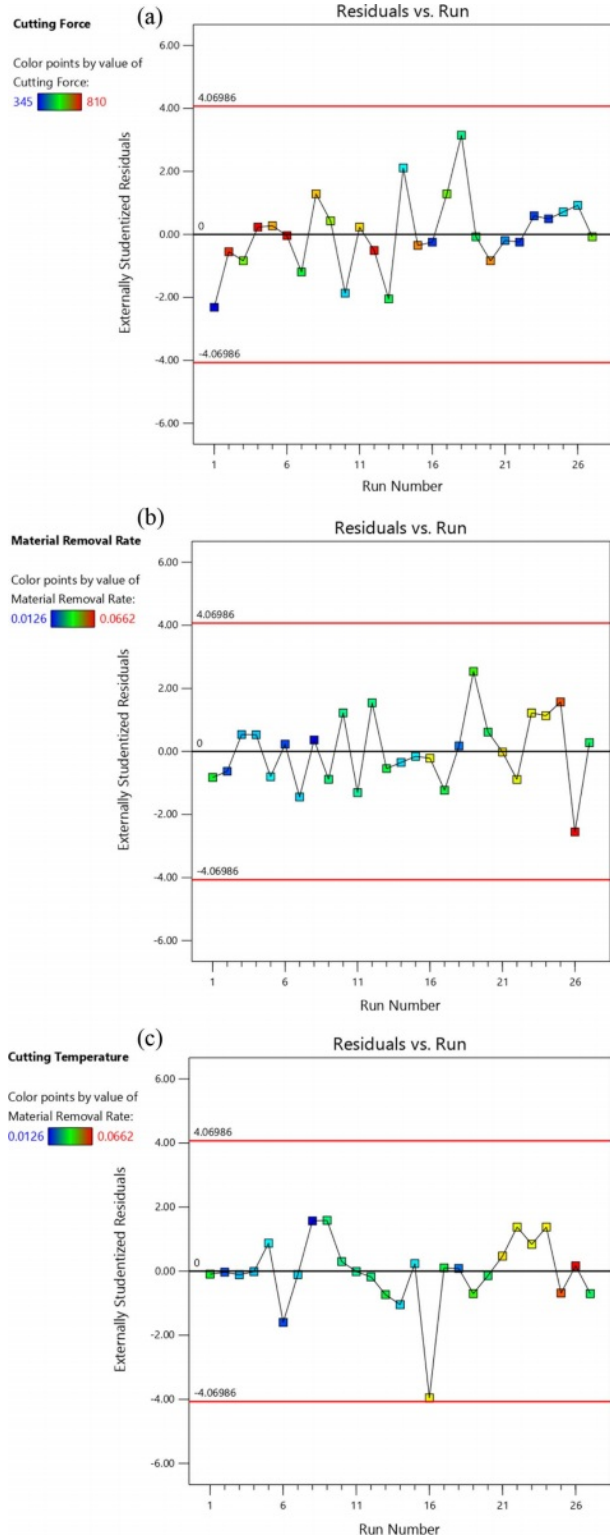 (a)
Cutting Force
Residuals vs. Run
Color points by value of
Cutting Force:
345 810
Externally Studentized Residuals
6.00
4.00
2.00
0.00
-2.00
-4.00
-6.00
4.06986
0
-4.06986
1 6 11 16 21 26
Run Number
(b)
Material Removal Rate
Residuals vs. Run
Color points by value of
Material Removal Rate:
0.0126 0.0662
Externally Studentized Residuals
6.00
4.00
2.00
0.00
-2.00
-4.00
-6.00
4.06986
0
-4.06986
1 6 11 16 21 26
Run Number
(c)
Cutting Temperature
Residuals vs. Run
Color points by value of
Material Removal Rate:
0.0126 0.0662
Externally Studentized Residuals
6.00
4.00
2.00
0.00
-2.00
-4.00
-6.00
4.06986
0
-4.06986
1 6 11 16 21 26
Run Number